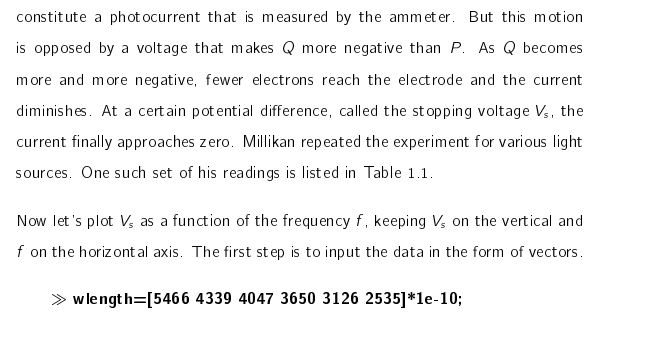 constitute a photocurrent that is measured by the ammeter. But this motion
is opposed by a voltage that makes Q more negative than P. As Q becomes
more and more negative, fewer electrons reach the electrode and the current
diminishes. At a certain potential difference, called the stopping voltage Vₛ, the
current finally approaches zero. Millikan repeated the experiment for various light
sources. One such set of his readings is listed in Table 1.1.
Now let's plot Vₛ as a function of the frequency f, keeping Vₛ on the vertical and
f on the horizontal axis. The first step is to input the data in the form of vectors.
≫ wlength=[5466 4339 4047 3650 3126 2535]*1e-10;